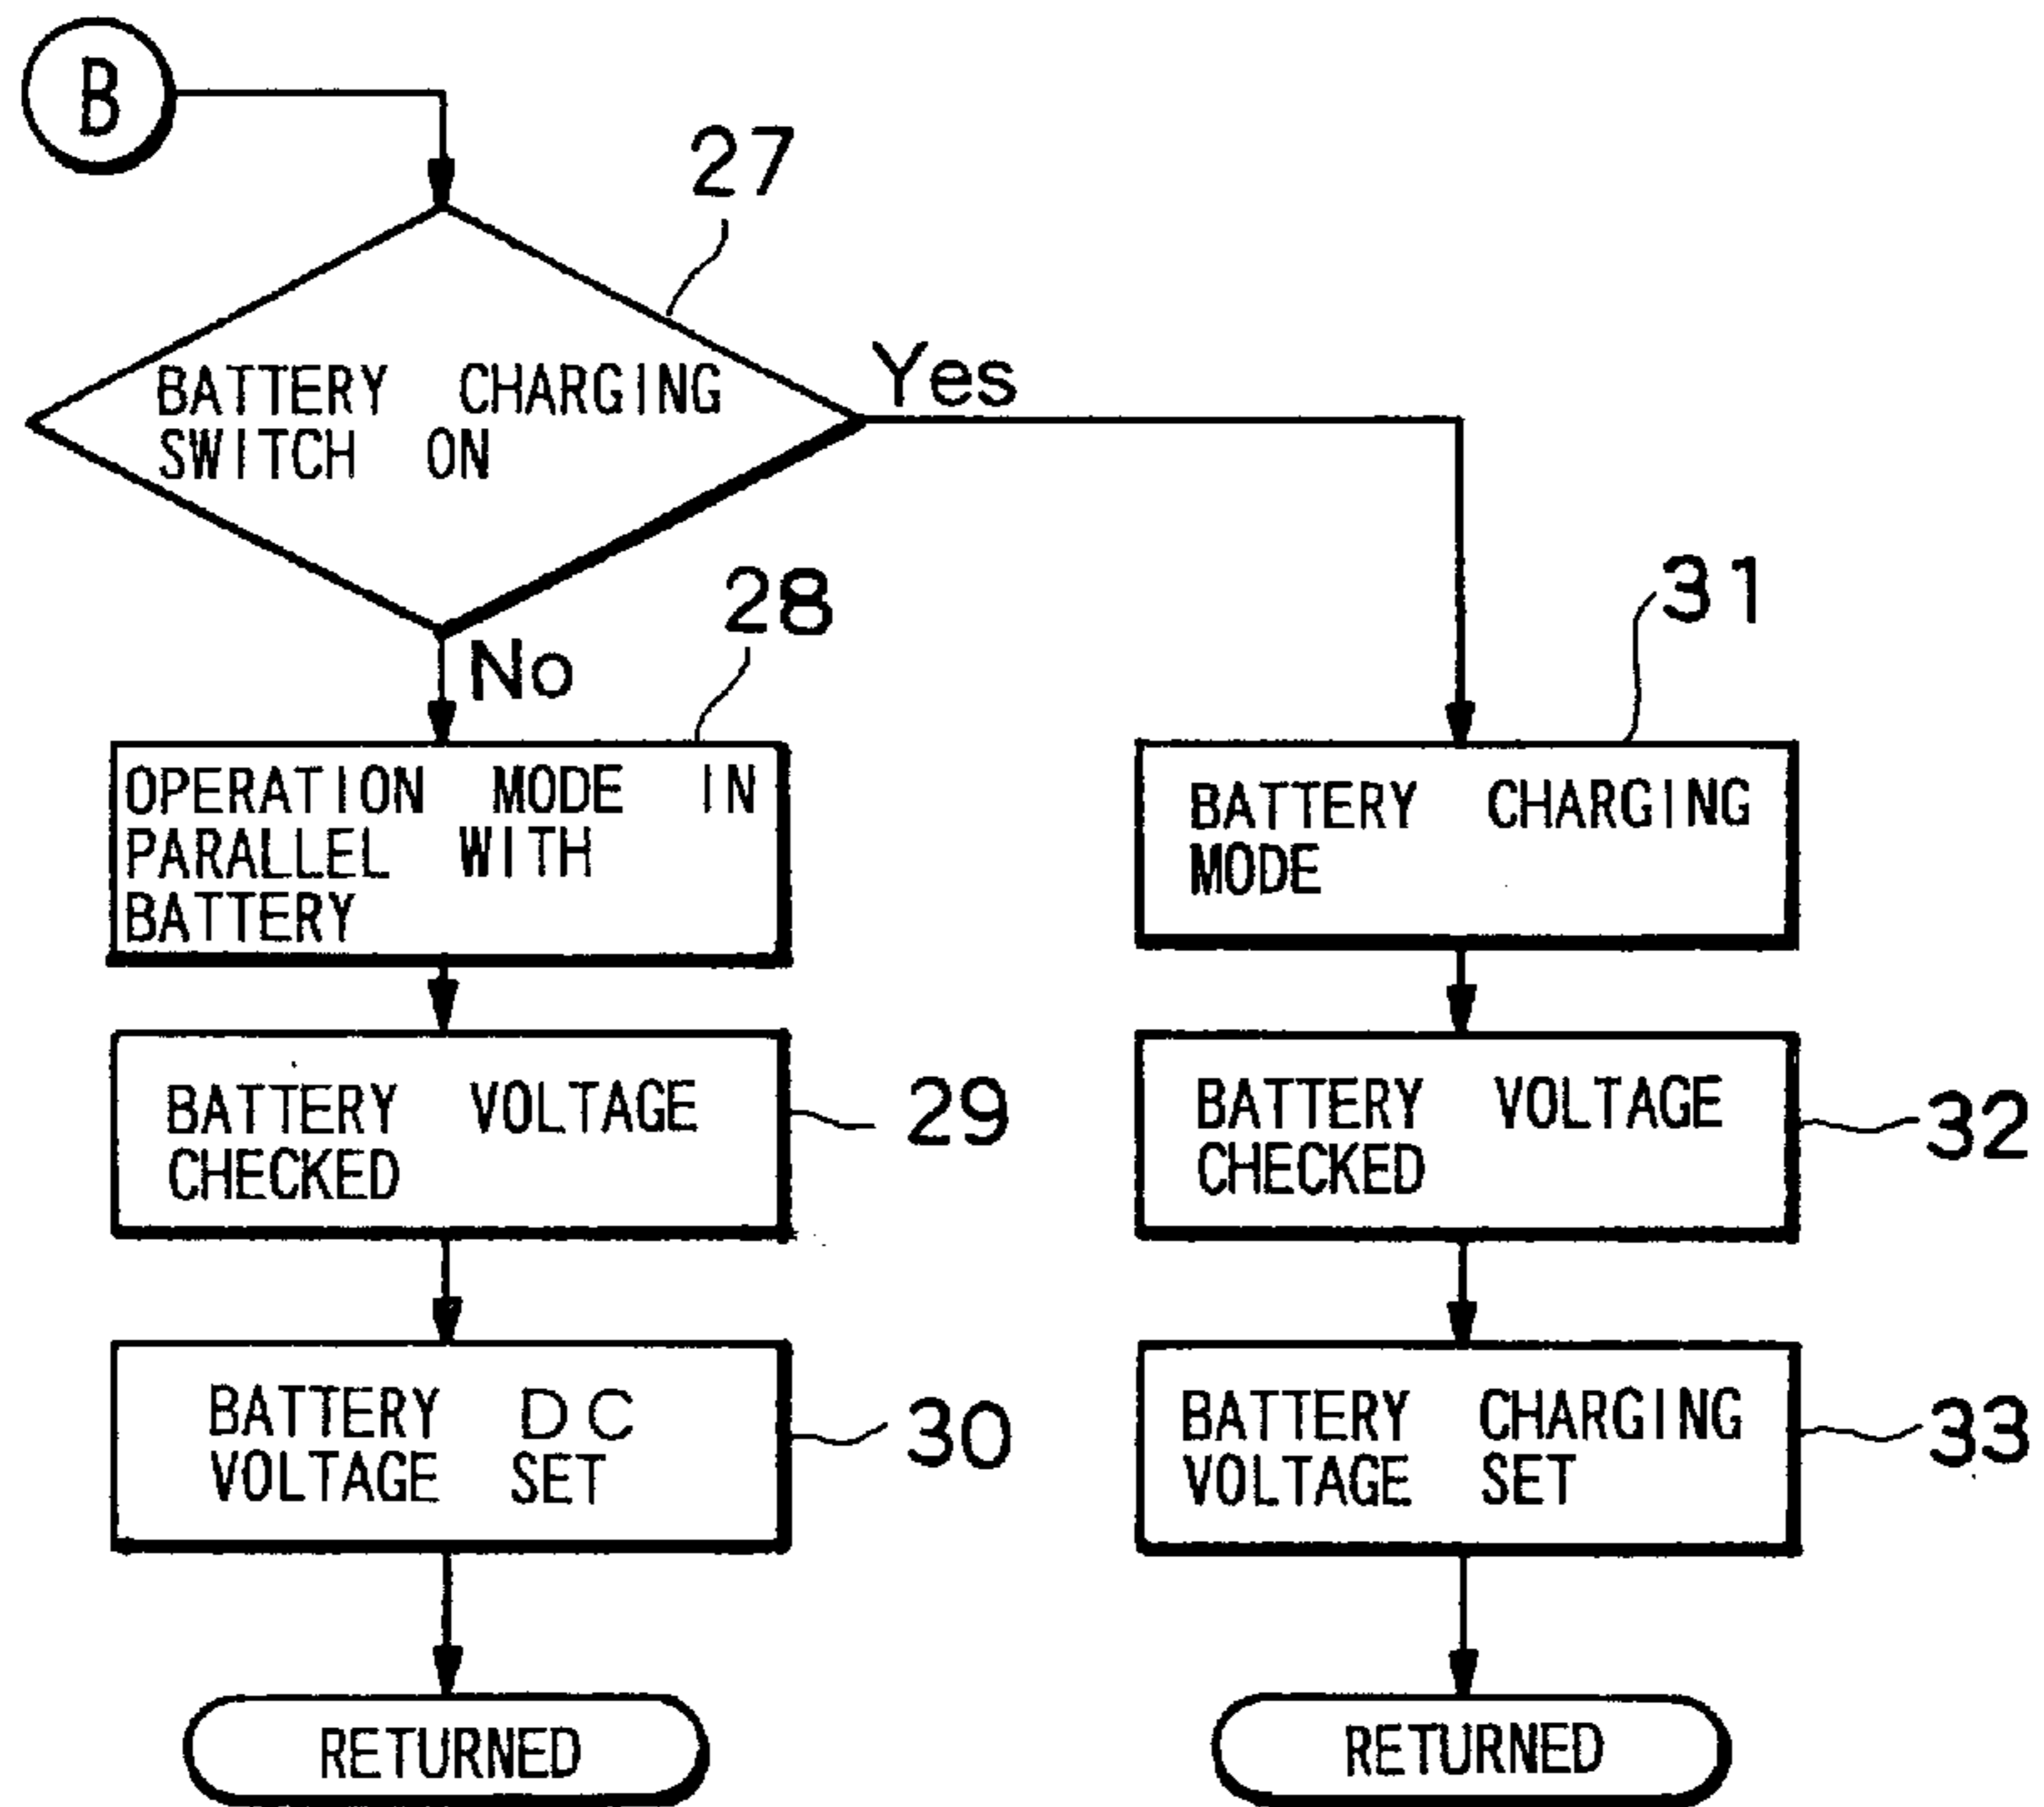 B
27
BATTERY CHARGING
SWITCH ON
Yes
No
28
OPERATION MODE IN
PARALLEL WITH
BATTERY
BATTERY VOLTAGE
CHECKED
29
BATTERY DC
VOLTAGE SET
30
RETURNED
31
BATTERY CHARGING
MODE
BATTERY VOLTAGE
CHECKED
32
BATTERY CHARGING
VOLTAGE SET
33
RETURNED